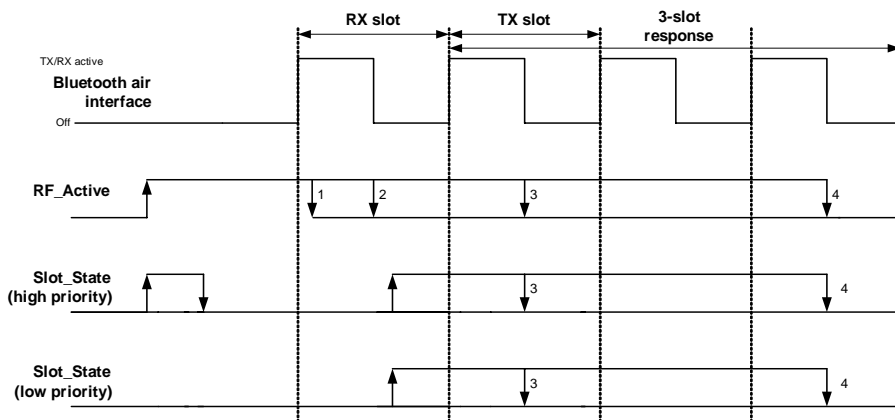 RX slot
TX slot
3-slot
response
TX/RX active
Bluetooth air
interface
Off
RF_Active
1
2
3
4
Slot_State
(high priority)
3
4
Slot_State
(low priority)
3
4